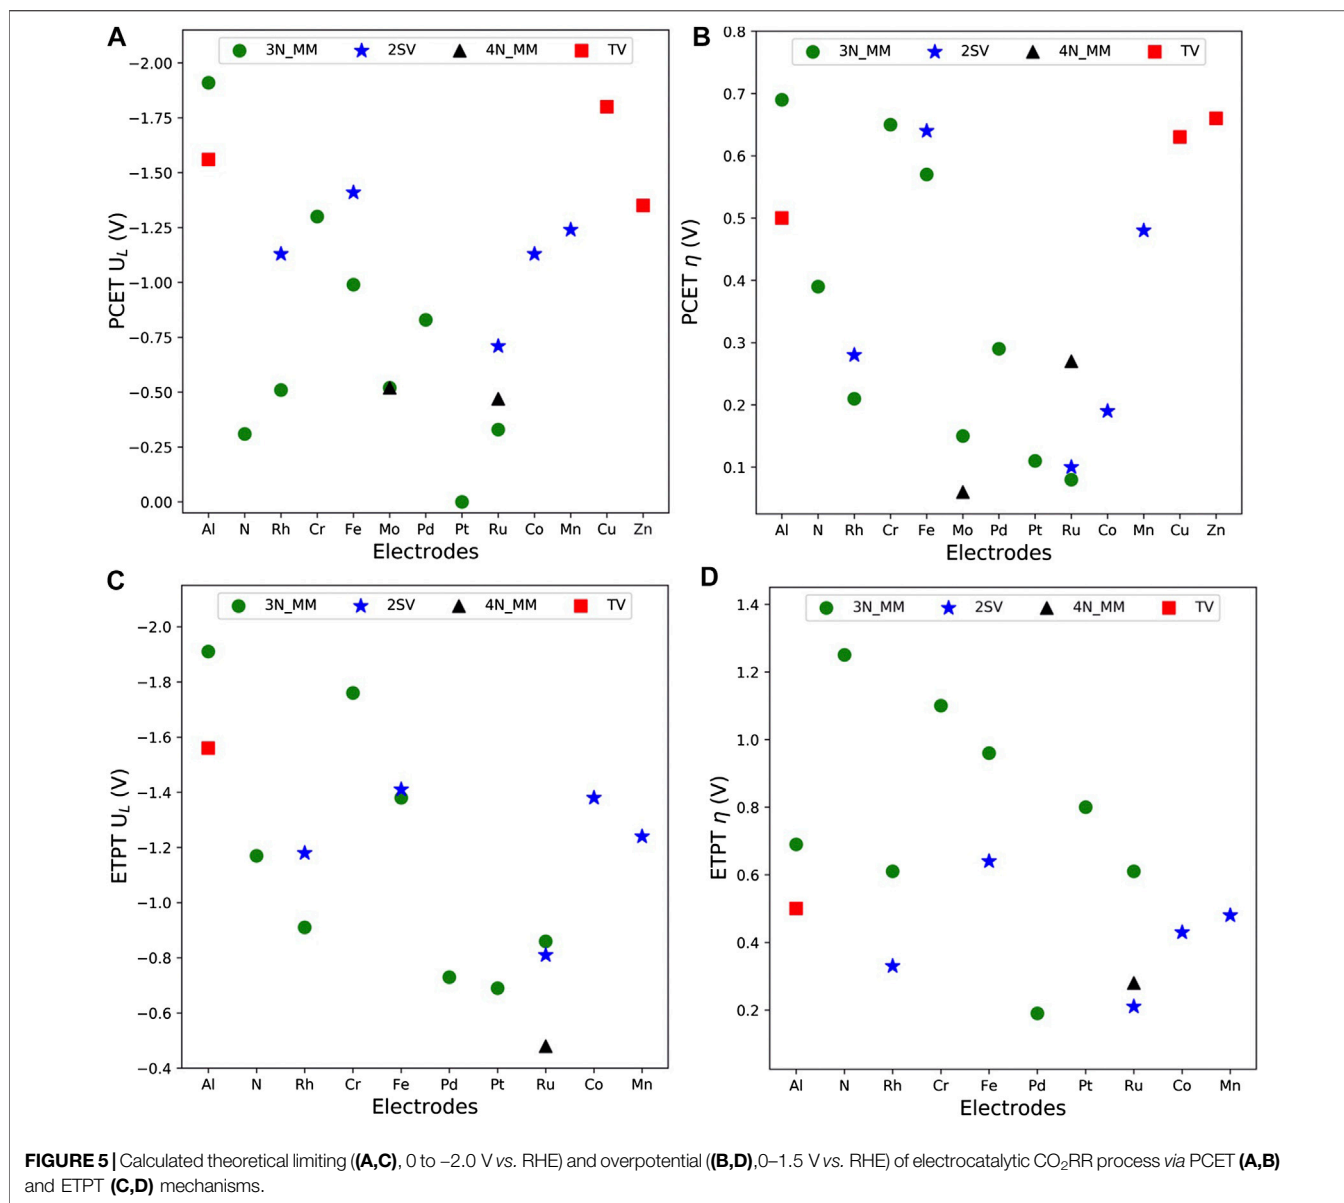 A
3N_MM 2SV 4N_MM TV
PCET U_L (V)
−2.00
−1.75
−1.50
−1.25
−1.00
−0.75
−0.50
−0.25
0.00
Al N Rh Cr Fe Mo Pd Pt Ru Co Mn Cu Zn
Electrodes
B
3N_MM 2SV 4N_MM TV
PCET η (V)
0.8
0.7
0.6
0.5
0.4
0.3
0.2
0.1
Al N Rh Cr Fe Mo Pd Pt Ru Co Mn Cu Zn
Electrodes
C
3N_MM 2SV 4N_MM TV
ETPT U_L (V)
−2.0
−1.8
−1.6
−1.4
−1.2
−1.0
−0.8
−0.6
−0.4
Al N Rh Cr Fe Pd Pt Ru Co Mn
Electrodes
D
3N_MM 2SV 4N_MM TV
ETPT η (V)
1.4
1.2
1.0
0.8
0.6
0.4
0.2
Al N Rh Cr Fe Pd Pt Ru Co Mn
Electrodes
FIGURE 5 | Calculated theoretical limiting ((A,C), 0 to −2.0 V vs. RHE) and overpotential ((B,D),0–1.5 V vs. RHE) of electrocatalytic CO₂RR process via PCET (A,B)
and ETPT (C,D) mechanisms.